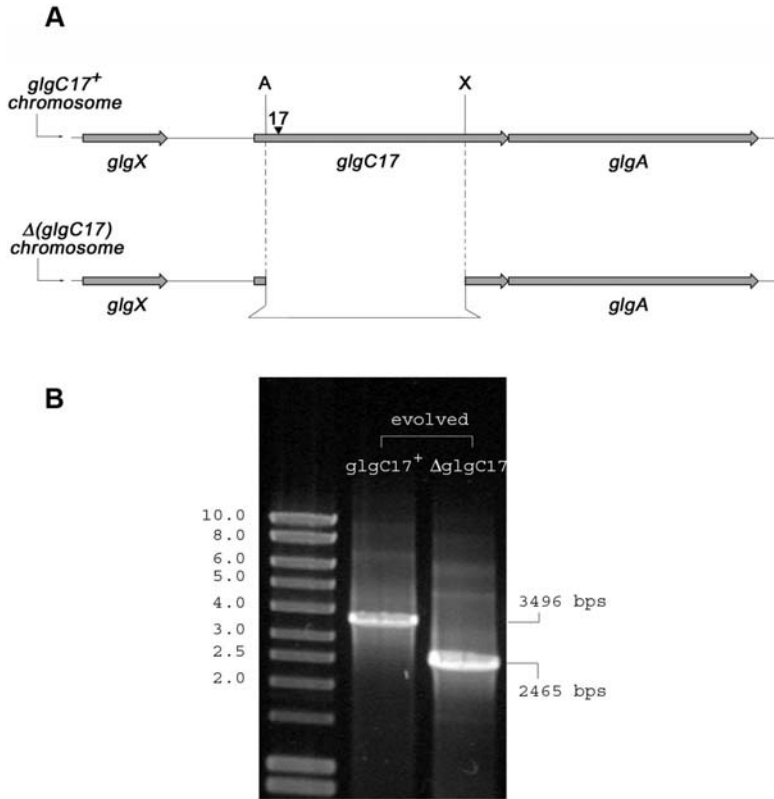 A
glgC17+
chromosome
A
X
17
glgX
glgC17
glgA
Δ(glgC17)
chromosome
glgX
glgA
B
evolved
glgC17+ ΔglgC17
10.0
8.0
6.0
5.0
4.0
3.0
2.5
2.0
3496 bps
2465 bps